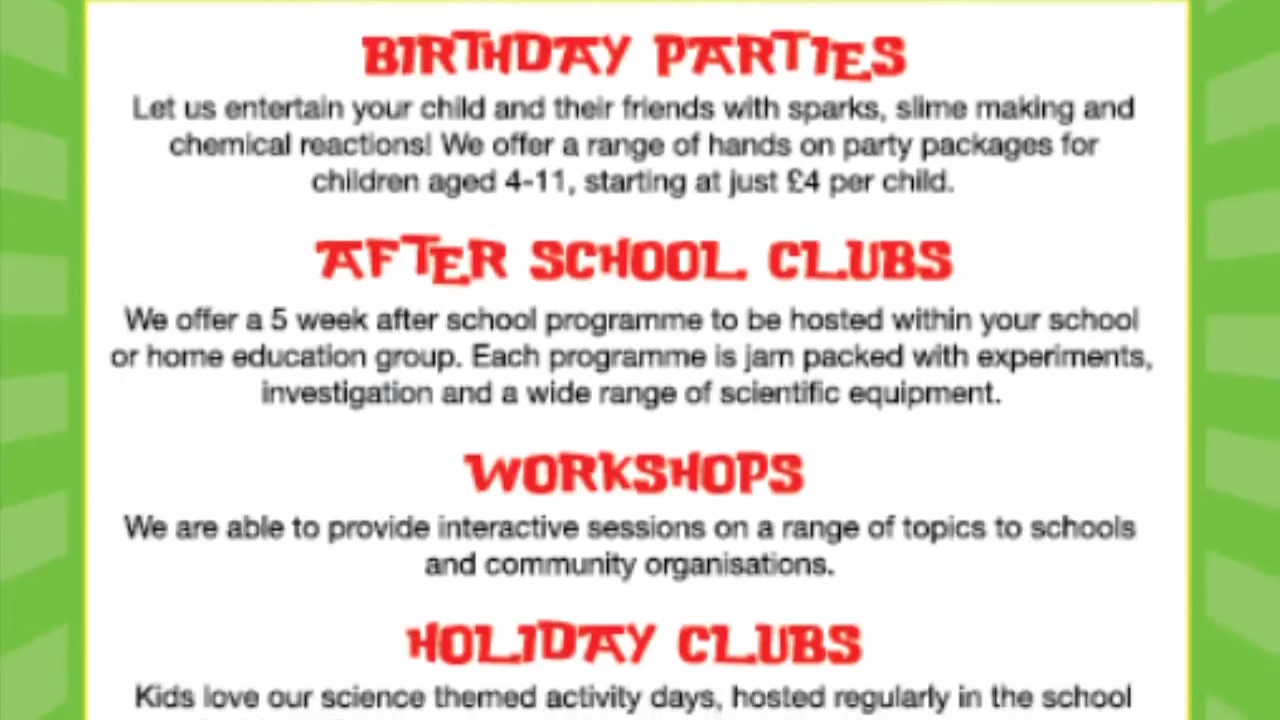 BIRTHDAY PARTIES
Let us entertain your child and their friends with sparks, slime making and
chemical reactions! We offer a range of hands on party packages for
children aged 4-11, starting at just £4 per child.
AFTER SCHOOL CLUBS
We offer a 5 week after school programme to be hosted within your school
or home education group. Each programme is jam packed with experiments,
investigation and a wide range of scientific equipment.
WORKSHOPS
We are able to provide interactive sessions on a range of topics to schools
and community organisations.
HOLIDAY CLUBS
Kids love our science themed activity days, hosted regularly in the school